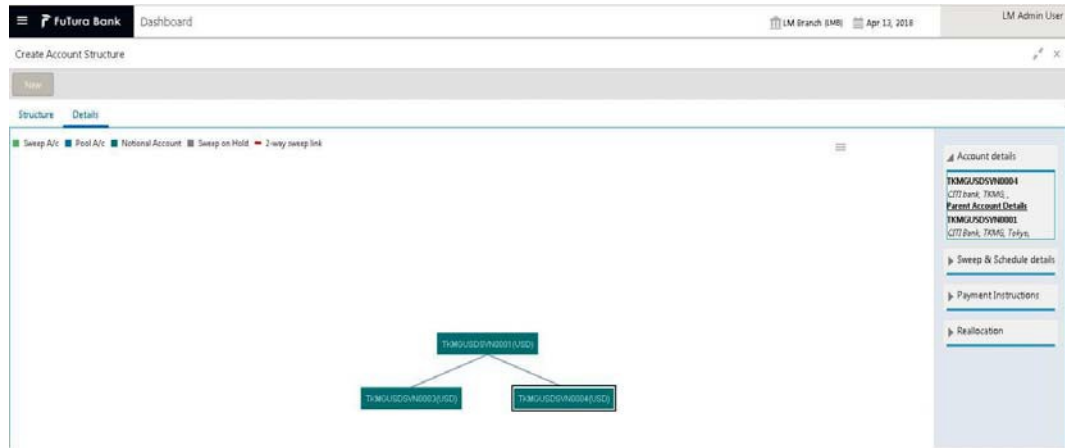 FuTura Bank
Dashboard
LM Branch (LMB)
Apr 13, 2018
LM Admin User
Create Account Structure
New
Structure Details
Sweep A/c Pool A/c Notional Account Sweep on Hold 2-way sweep link
Account details
TKMGUSDSVN0004
CITI bank, TKMG, ,
Parent Account Details
TKMGUSDSVN0001
CITI Bank, TKMG, Tokyo,
Sweep & Schedule details
Payment Instructions
Reallocation
TKMGUSDSVN0001(USD)
TKMGUSDSVN0003(USD)
TKMGUSDSVN0004(USD)